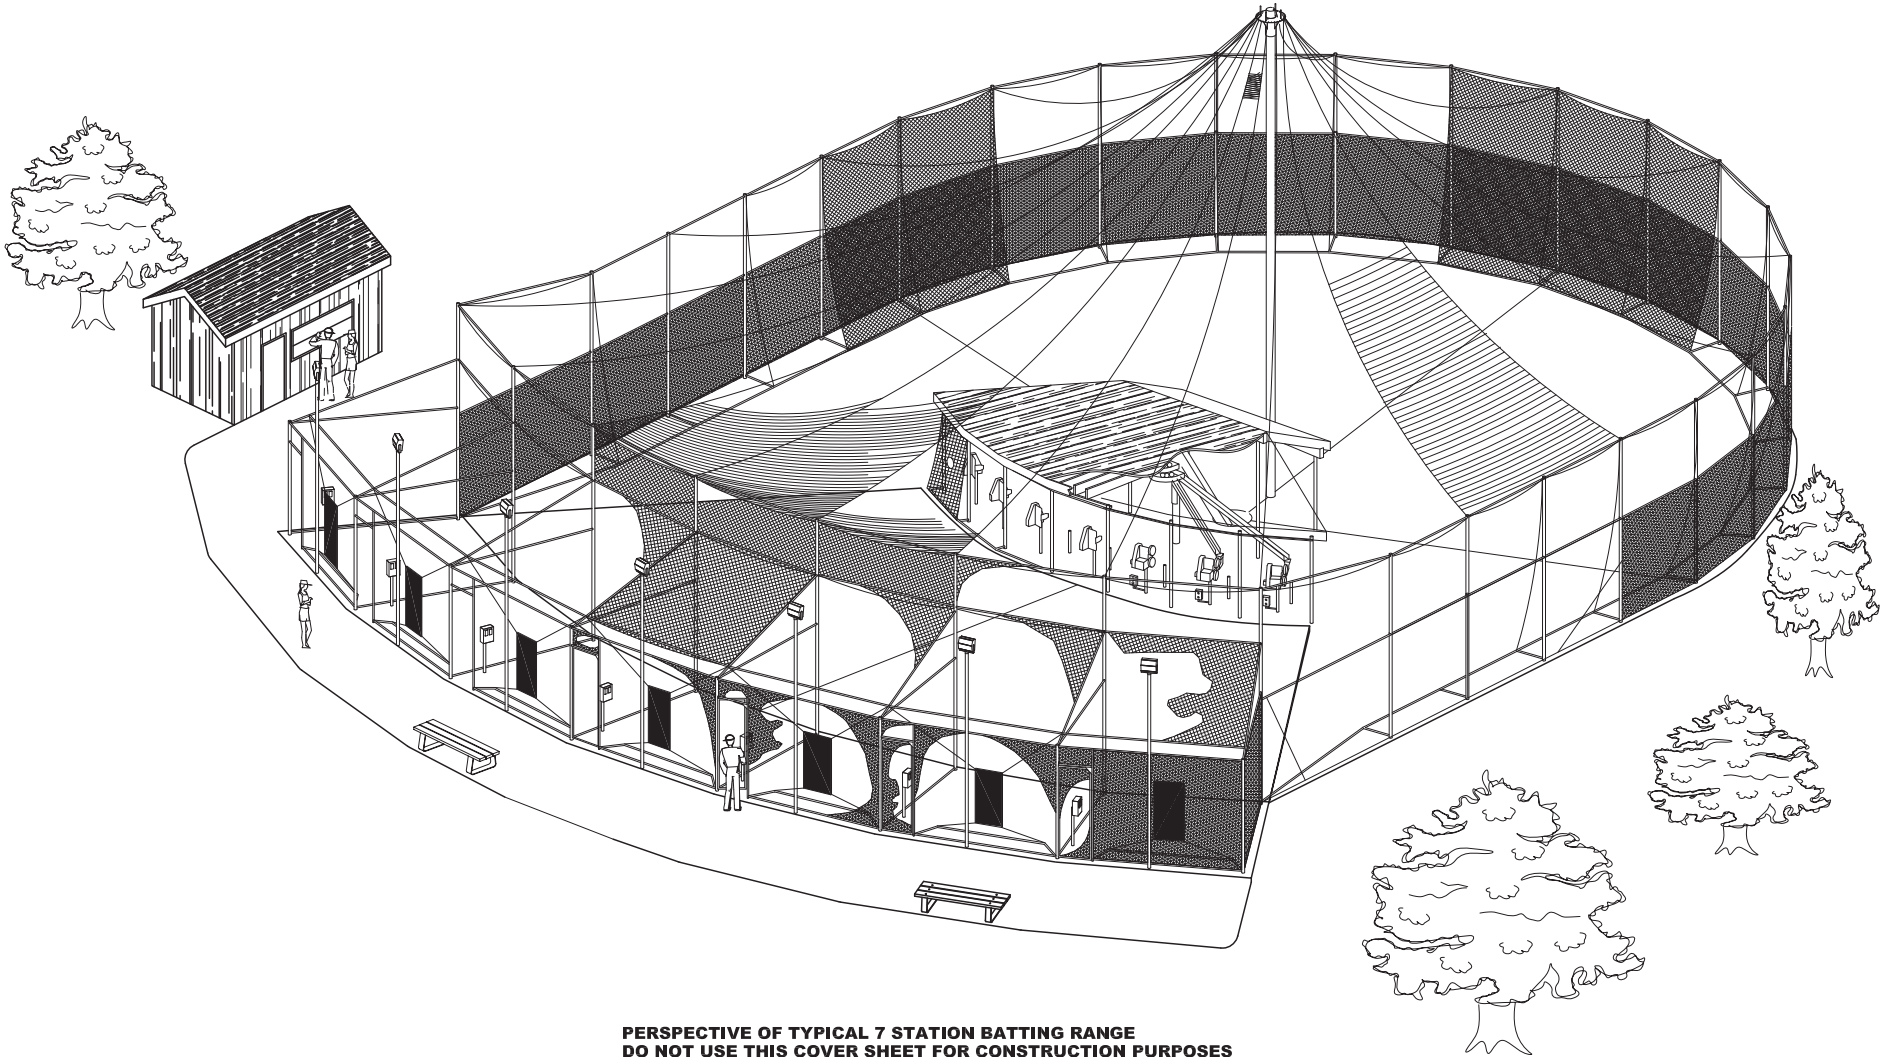 PERSPECTIVE OF TYPICAL 7 STATION BATTING RANGE
DO NOT USE THIS COVER SHEET FOR CONSTRUCTION PURPOSES